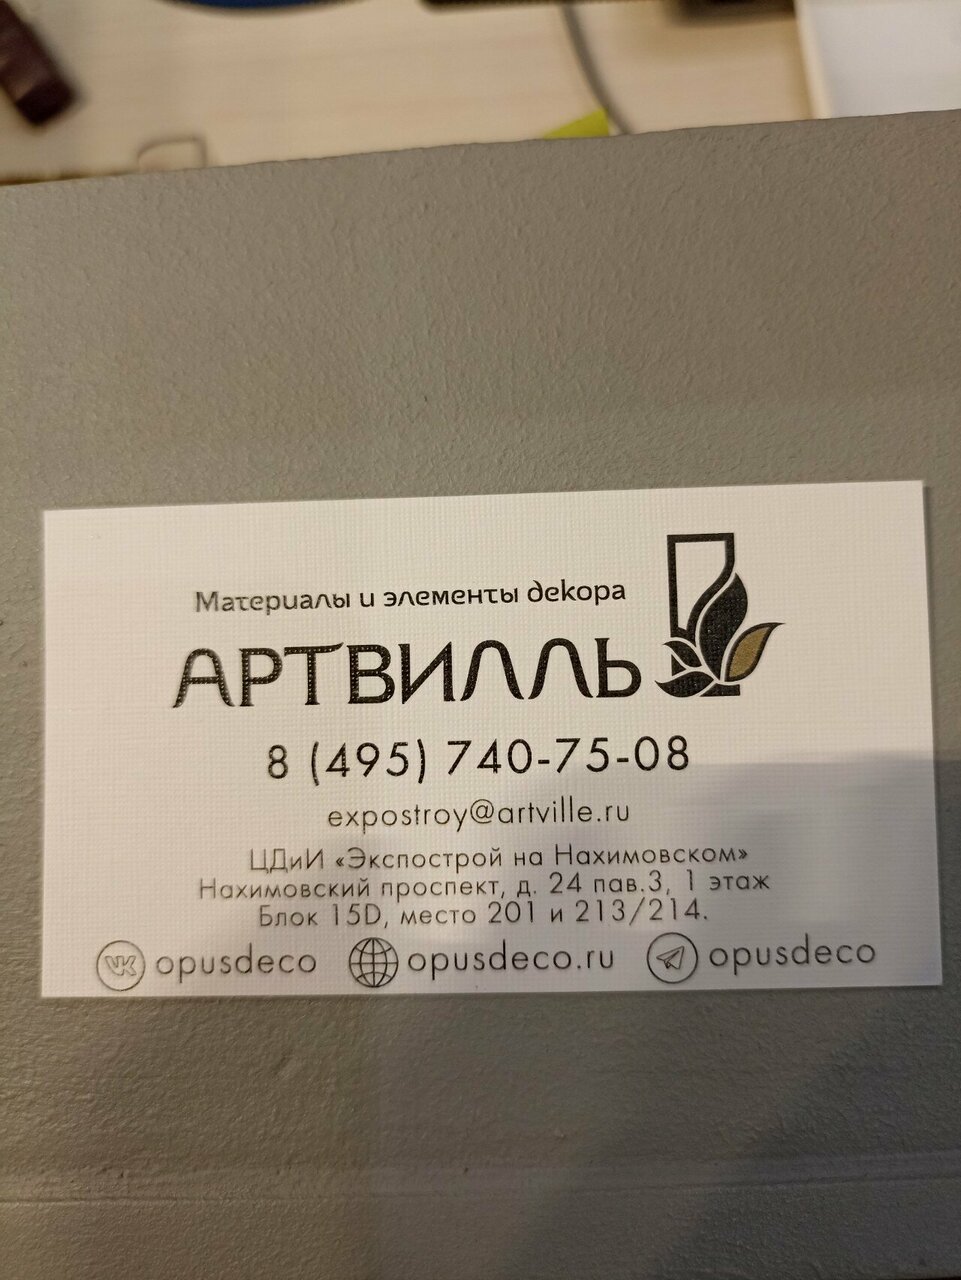 Материалы и элементы декора
АРТВИЛЛЬ
8 (495) 740-75-08
expostroy@artville.ru
ЦДиИ «Экспострой на Нахимовском»
Нахимовский проспект, д. 24 пав.3, 1 этаж
Блок 15D, место 201 и 213/214.
VK opusdeco opusdeco.ru opusdeco